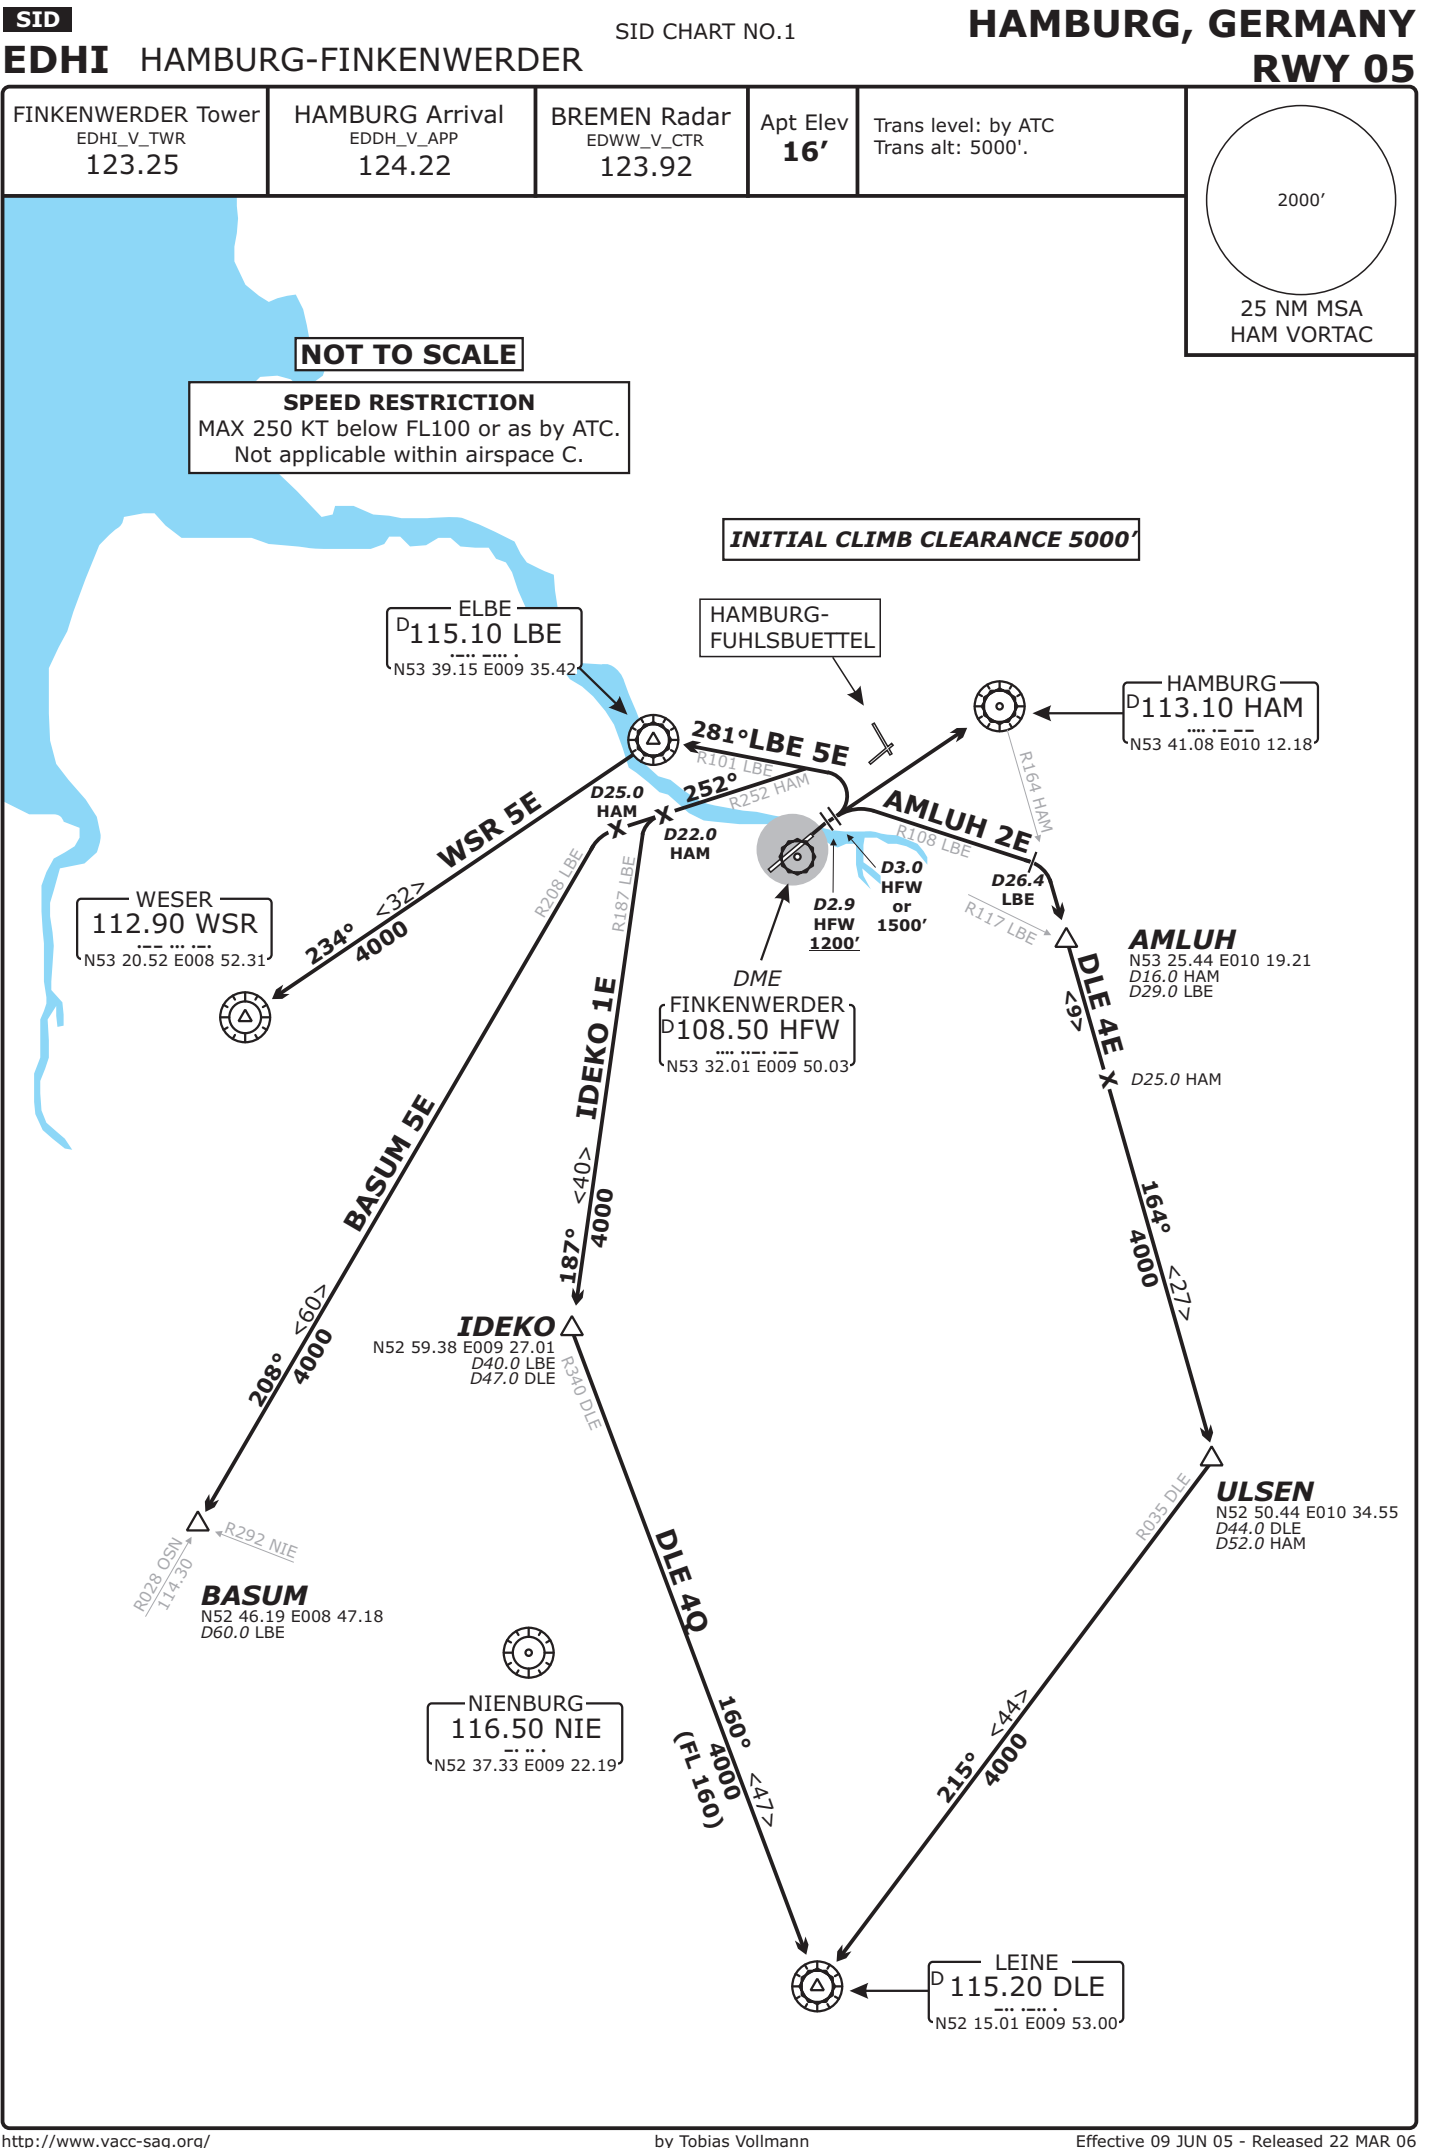 SID
SID CHART NO.1
HAMBURG, GERMANY
EDHI HAMBURG-FINKENWERDER
RWY 05
FINKENWERDER Tower
EDHI_V_TWR
123.25
HAMBURG Arrival
EDDH_V_APP
124.22
BREMEN Radar
EDWW_V_CTR
123.92
Apt Elev
16’
Trans level: by ATC
Trans alt: 5000'.
2000’
25 NM MSA
HAM VORTAC
NOT TO SCALE
SPEED RESTRICTION
MAX 250 KT below FL100 or as by ATC.
Not applicable within airspace C.
INITIAL CLIMB CLEARANCE 5000’
ELBE
D115.10 LBE
N53 39.15 E009 35.42
HAMBURG-
FUHLSBUETTEL
HAMBURG
D113.10 HAM
N53 41.08 E010 12.18
281° LBE 5E
R101 LBE
252°
R252 HAM
D25.0
HAM
D22.0
HAM
R164 HAM
AMLUH 2E
R108 LBE
D26.4
LBE
R117 LBE
D3.0
HFW
or
1500’
D2.9
HFW
1200’
WSR 5E
<32>
234°
4000
WESER
112.90 WSR
N53 20.52 E008 52.31
R208 LBE
R187 LBE
DME
FINKENWERDER
D108.50 HFW
N53 32.01 E009 50.03
AMLUH
N53 25.44 E010 19.21
D16.0 HAM
D29.0 LBE
DLE 4E
<9>
D25.0 HAM
IDEKO 1E
<40>
187°
4000
BASUM 5E
<60>
208°
4000
164°
4000
<27>
IDEKO
N52 59.38 E009 27.01
D40.0 LBE
D47.0 DLE
R340 DLE
ULSEN
N52 50.44 E010 34.55
D44.0 DLE
D52.0 HAM
R035 DLE
R292 NIE
R028 OSN
114.30
BASUM
N52 46.19 E008 47.18
D60.0 LBE
DLE 4Q
160°
4000
(FL 160)
<47>
NIENBURG
116.50 NIE
N52 37.33 E009 22.19
<44>
215°
4000
LEINE
D115.20 DLE
N52 15.01 E009 53.00
http://www.vacc-sag.org/
by Tobias Vollmann
Effective 09 JUN 05 - Released 22 MAR 06